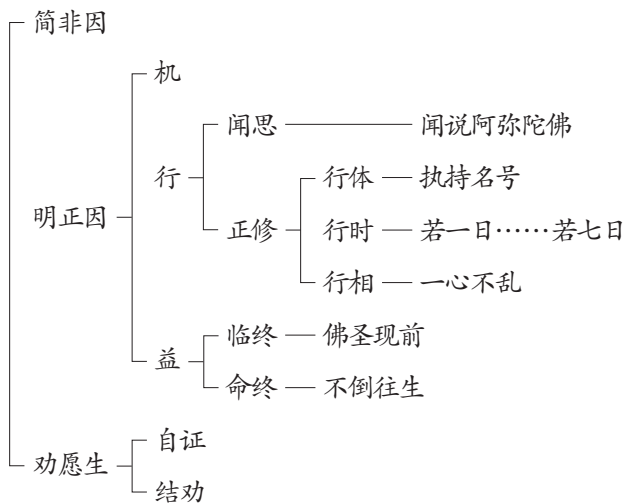 简非因
机
闻思 闻说阿弥陀佛
行 行体 执持名号
明正因 正修 行时 若一日……若七日
行相 一心不乱
临终 佛圣现前
益
命终 不倒往生
自证
劝愿生
结劝